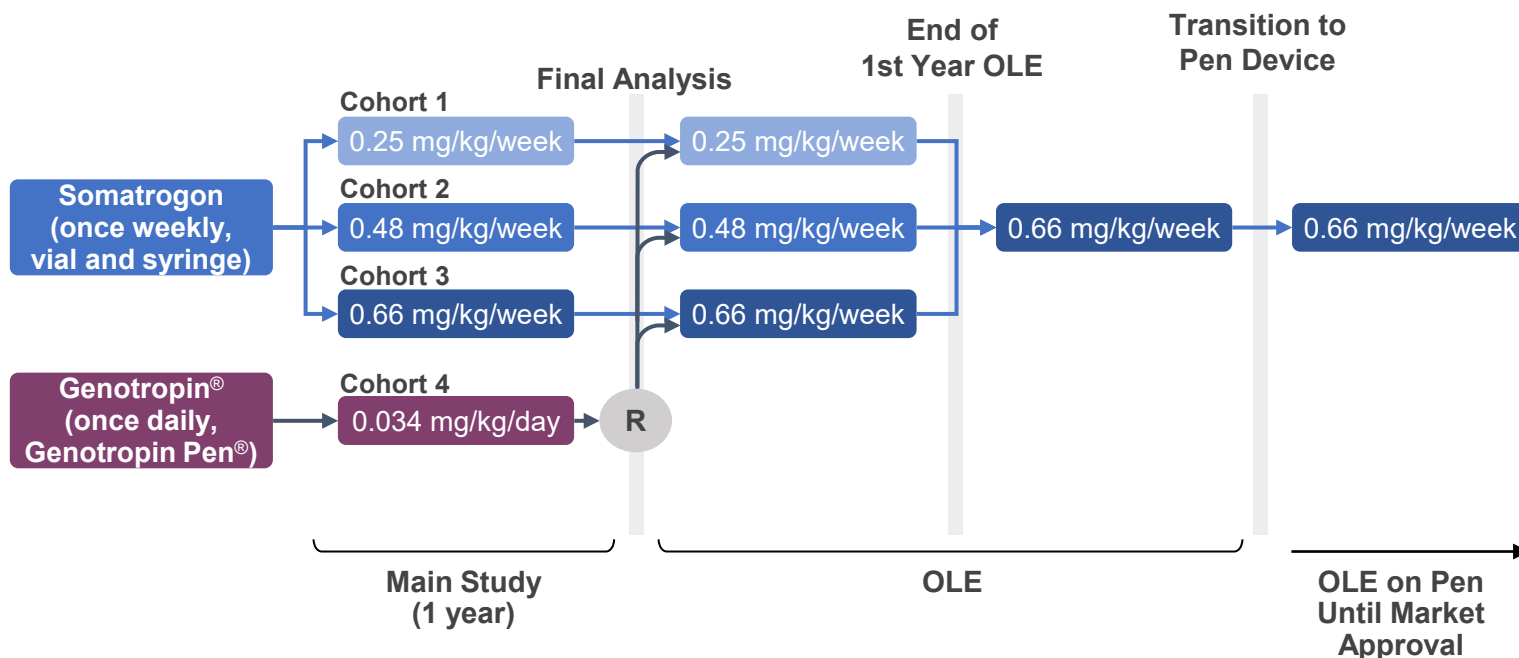 End of
1st Year OLE
Transition to
Pen Device
Final Analysis
Cohort 1
0.25 mg/kg/week
0.25 mg/kg/week
Somatrogon
(once weekly,
vial and syringe)
Cohort 2
0.48 mg/kg/week
0.48 mg/kg/week
0.66 mg/kg/week
0.66 mg/kg/week
Cohort 3
0.66 mg/kg/week
0.66 mg/kg/week
Genotropin®
(once daily,
Genotropin Pen®)
Cohort 4
0.034 mg/kg/day
R
Main Study
(1 year)
OLE
OLE on Pen
Until Market
Approval